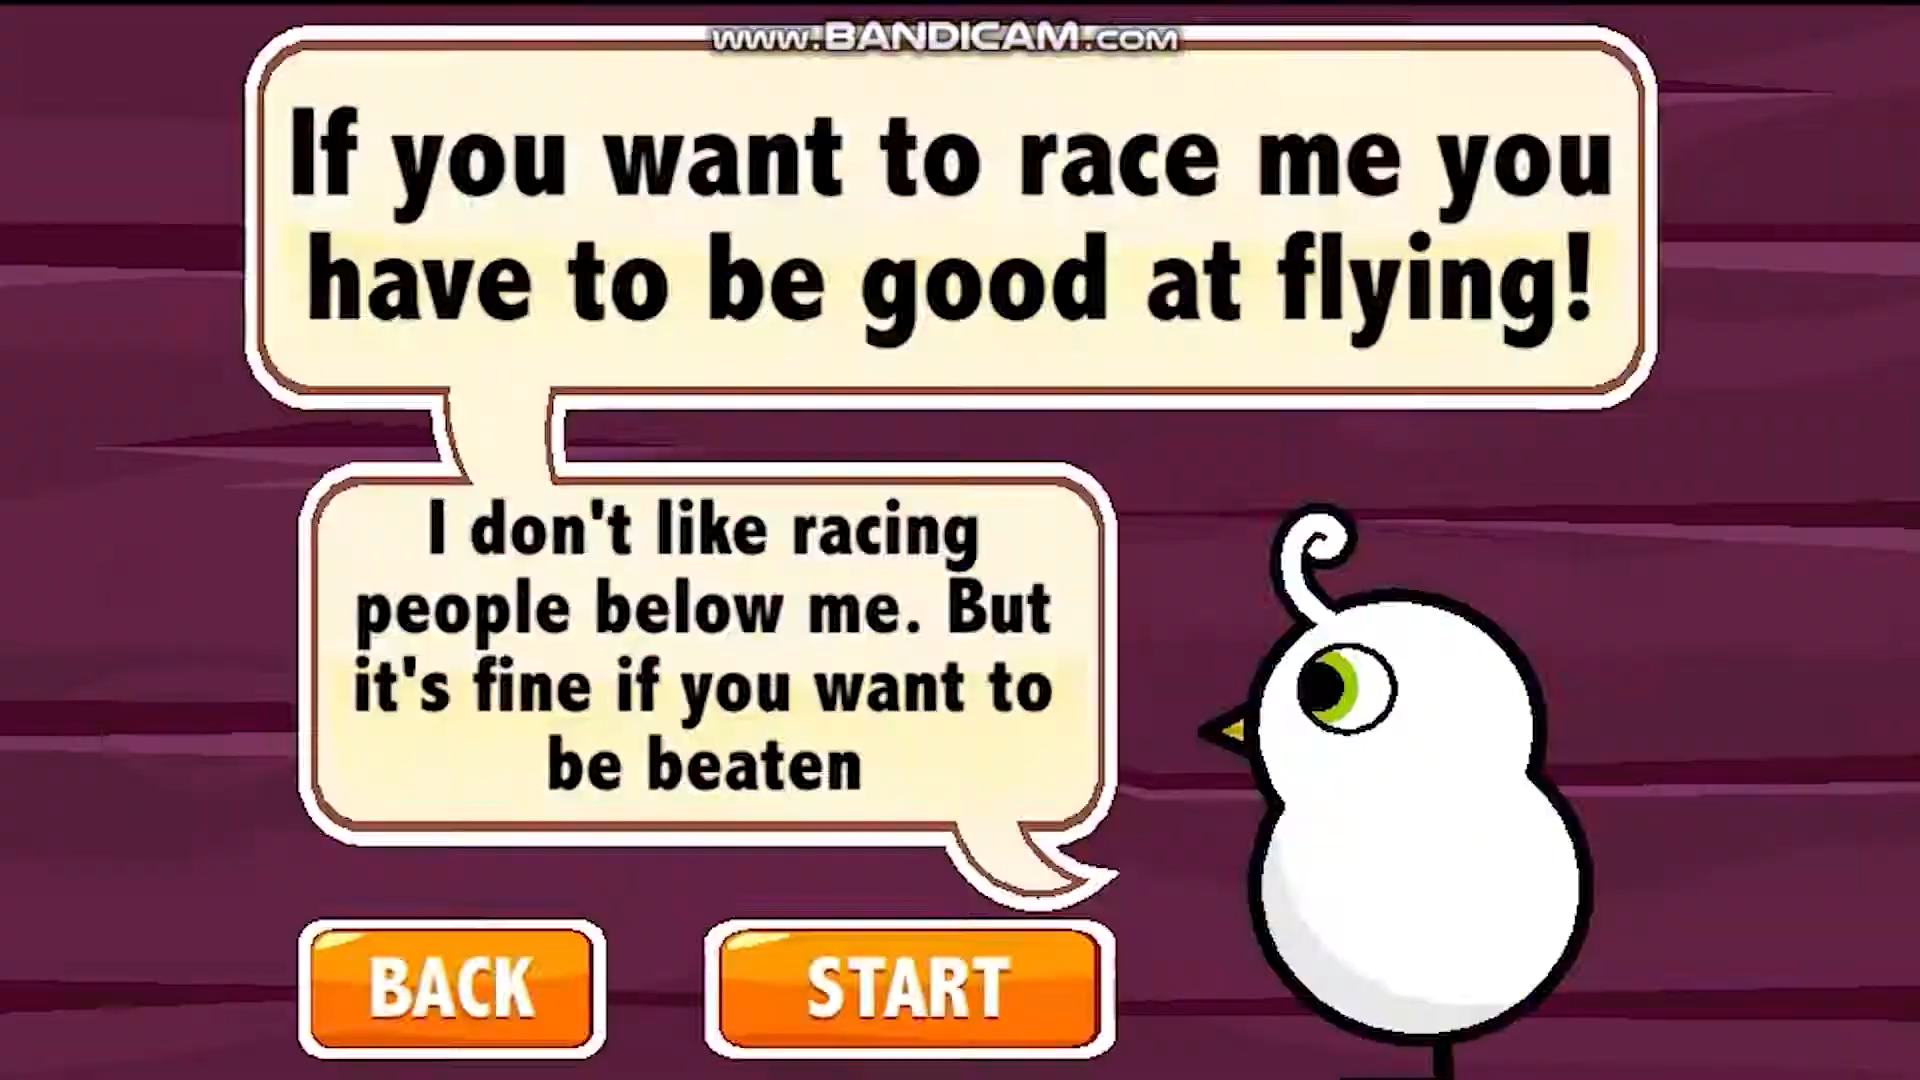 www.BANDICAM.com
If you want to race me you
have to be good at flying!
I don't like racing
people below me. But
it's fine if you want to
be beaten
BACK
START